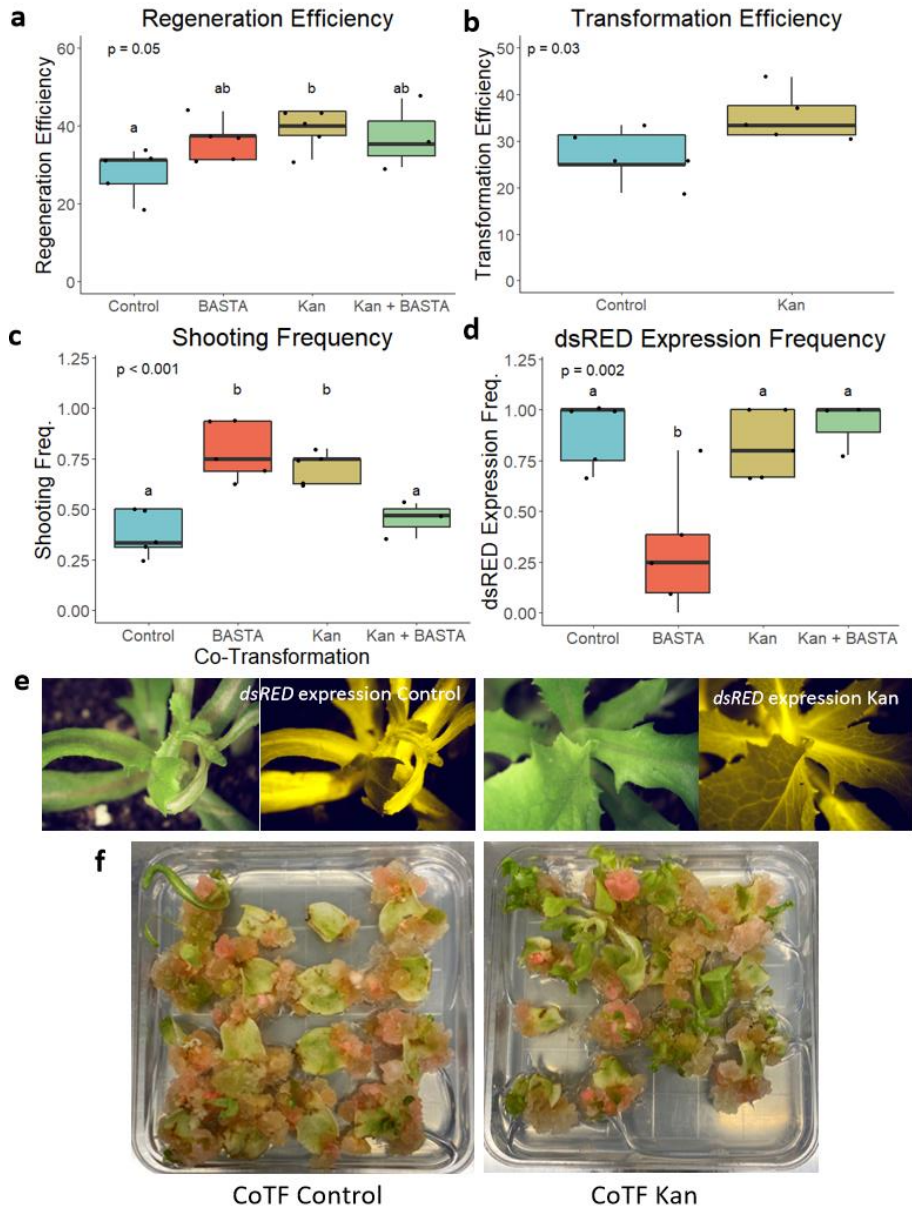 a
Regeneration Efficiency
p = 0.05
Regeneration Efficiency
60
40
20
0
a
ab
b
ab
Control
BASTA
Kan
Kan + BASTA
b
Transformation Efficiency
p = 0.03
Transformation Efficiency
50
40
30
20
10
0
Control
Kan
c
Shooting Frequency
p < 0.001
Shooting Freq.
1.25
1.00
0.75
0.50
0.25
0.00
a
b
b
a
Control
BASTA
Kan
Kan + BASTA
Co-Transformation
d
dsRED Expression Frequency
p = 0.002
dsRED Expression Freq.
1.25
1.00
0.75
0.50
0.25
0.00
a
b
a
a
Control
BASTA
Kan
Kan + BASTA
e
dsRED expression Control
dsRED expression Kan
f
CoTF Control
CoTF Kan